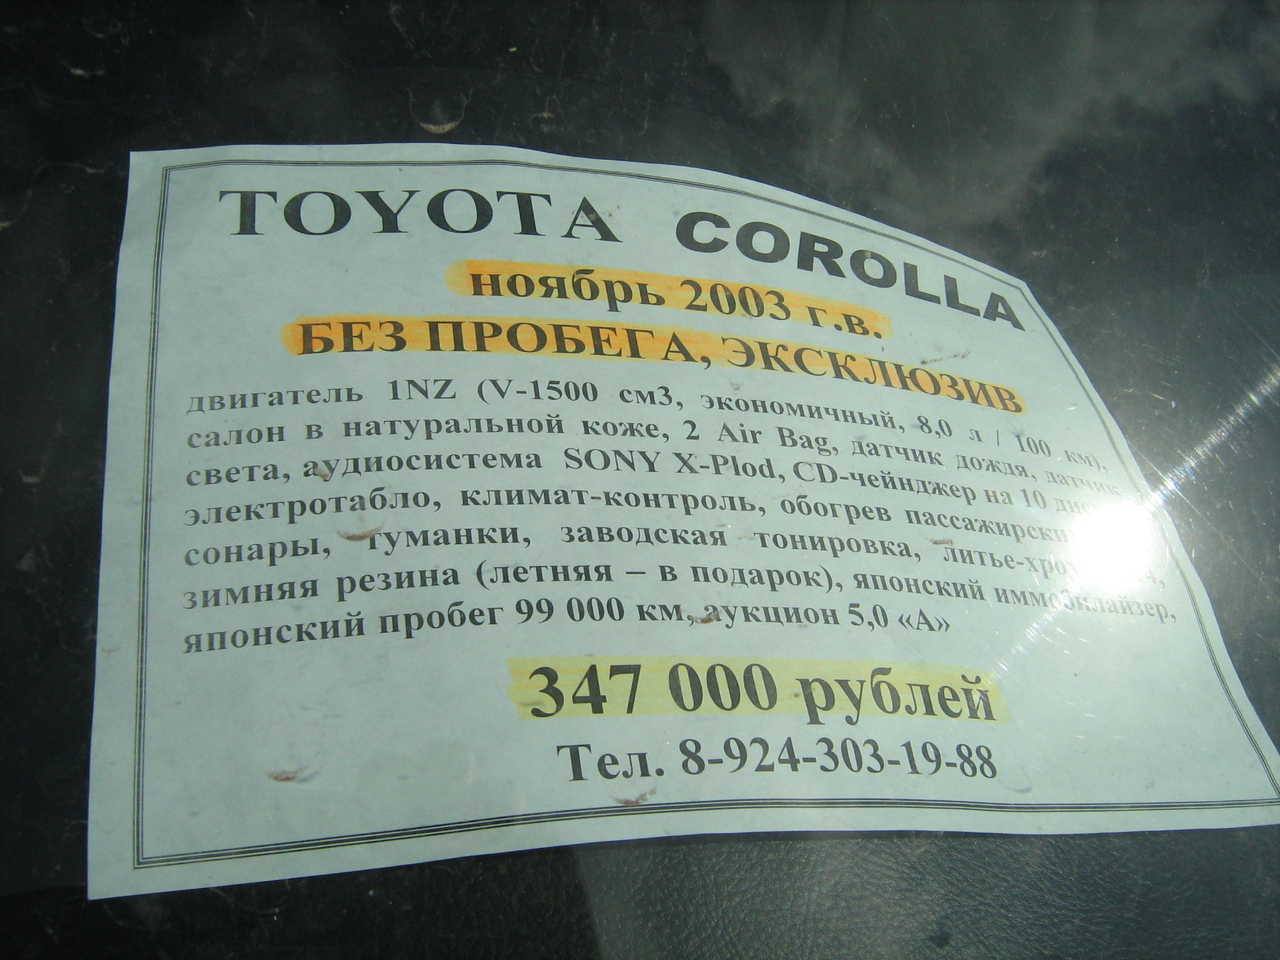 TOYOTA COROLLA
ноябрь 2003 г.в.
БЕЗ ПРОБЕГА, ЭКСКЛЮЗИВ
двигатель 1NZ (V-1500 см3, экономичный, 8,0 л / 100 км),
салон в натуральной коже, 2 Air Bag, датчик дождя, датчик
света, аудиосистема SONY X-Plod, CD-чейнджер на 10
электротабло, климат-контроль, обогрев
сонары, туманки, заводская тонировка,
зимняя резина (летняя – в подарок), японский иммобилайзер,
японский пробег 99 000 км, аукцион 5,0 «А»
347 000 рублей
Тел. 8-924-303-19-88